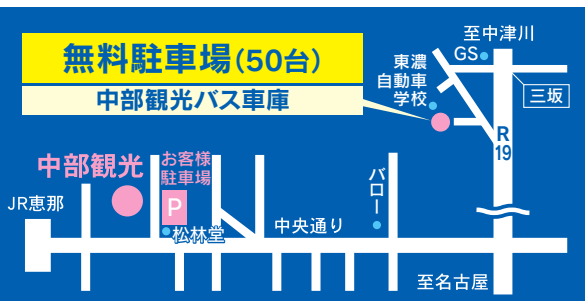 至中津川
GS
無料駐車場(50台)
東濃
自動車
学校
三坂
中部観光バス車庫
R
19
中部観光
お客様
駐車場
P
バロー
JR恵那
松林堂
中央通り
至名古屋